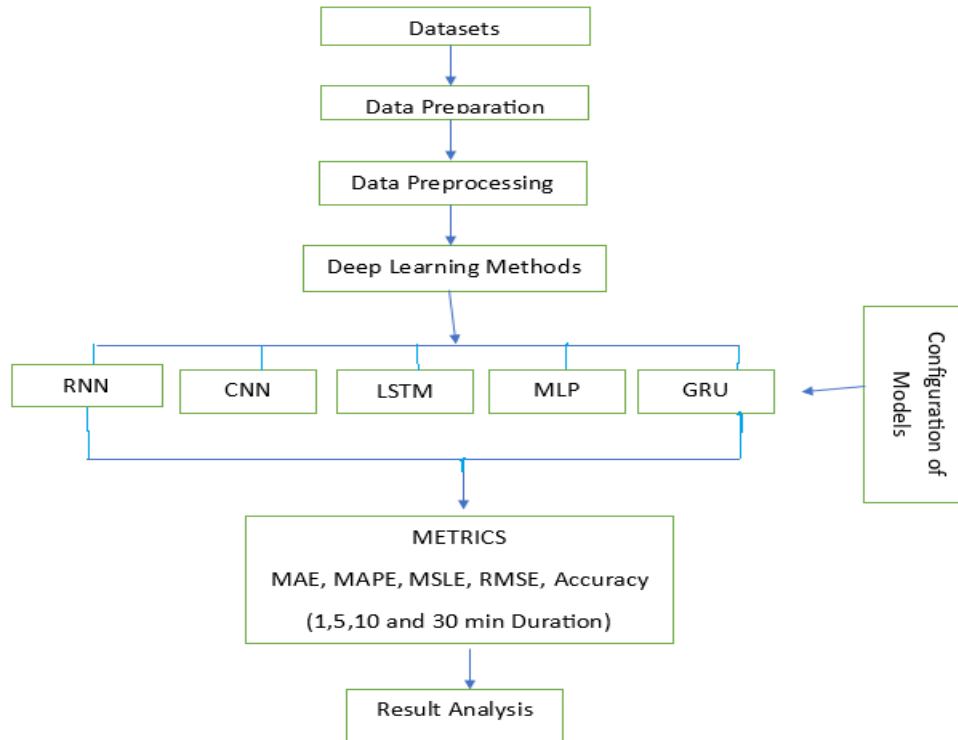 Datasets
Data Preparation
Data Preprocessing
Deep Learning Methods
RNN
CNN
LSTM
MLP
GRU
Configuration of
Models
METRICS
MAE, MAPE, MSLE, RMSE, Accuracy
(1,5,10 and 30 min Duration)
Result Analysis